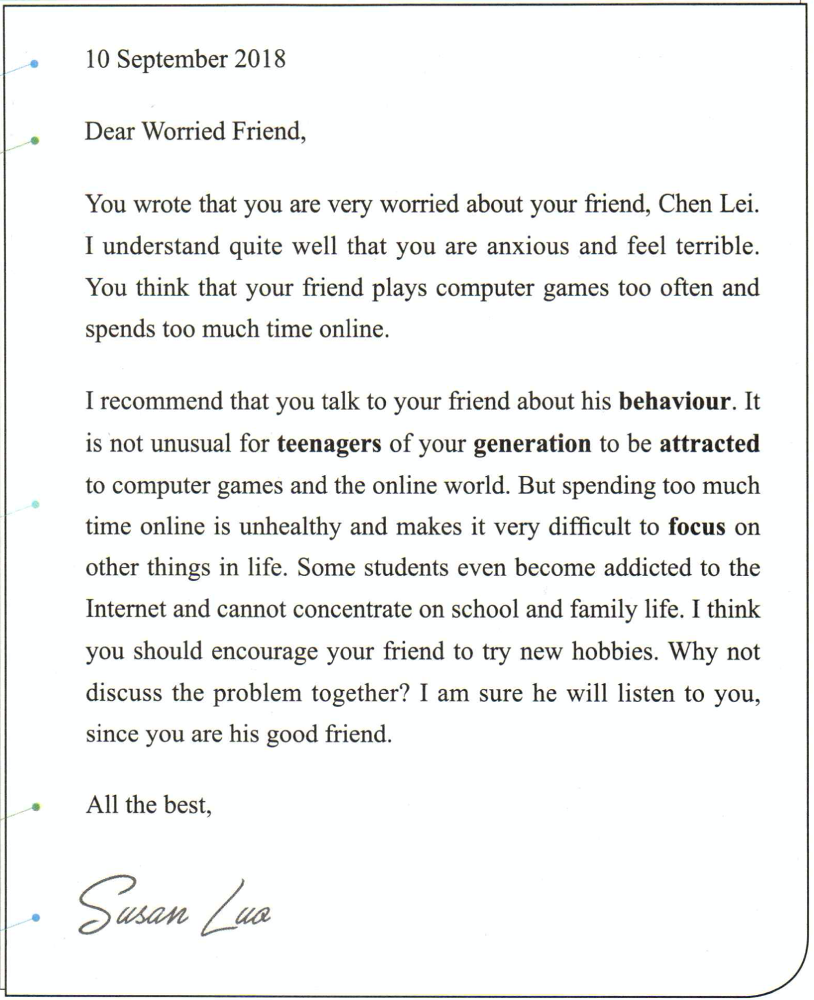 10 September 2018
Dear Worried Friend,
You wrote that you are very worried about your friend, Chen Lei.
I understand quite well that you are anxious and feel terrible.
You think that your friend plays computer games too often and
spends too much time online.
I recommend that you talk to your friend about his behaviour. It
is not unusual for teenagers of your generation to be attracted
to computer games and the online world. But spending too much
time online is unhealthy and makes it very difficult to focus on
other things in life. Some students even become addicted to the
Internet and cannot concentrate on school and family life. I think
you should encourage your friend to try new hobbies. Why not
discuss the problem together? I am sure he will listen to you,
since you are his good friend.
All the best,
Susan Luo